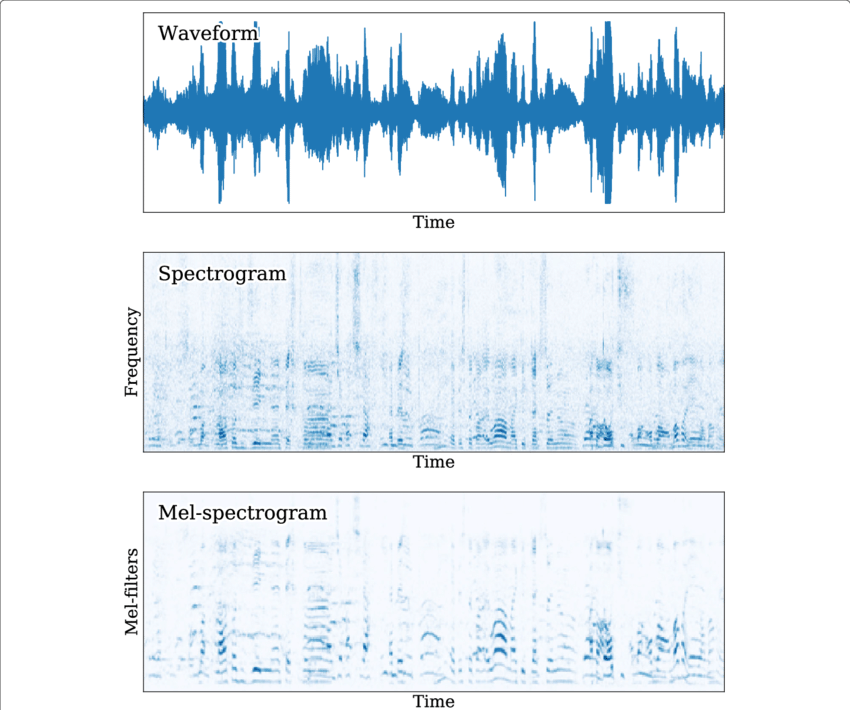 Waveform
Time
Spectrogram
Frequency
Time
Mel-spectrogram
Mel-filters
Time